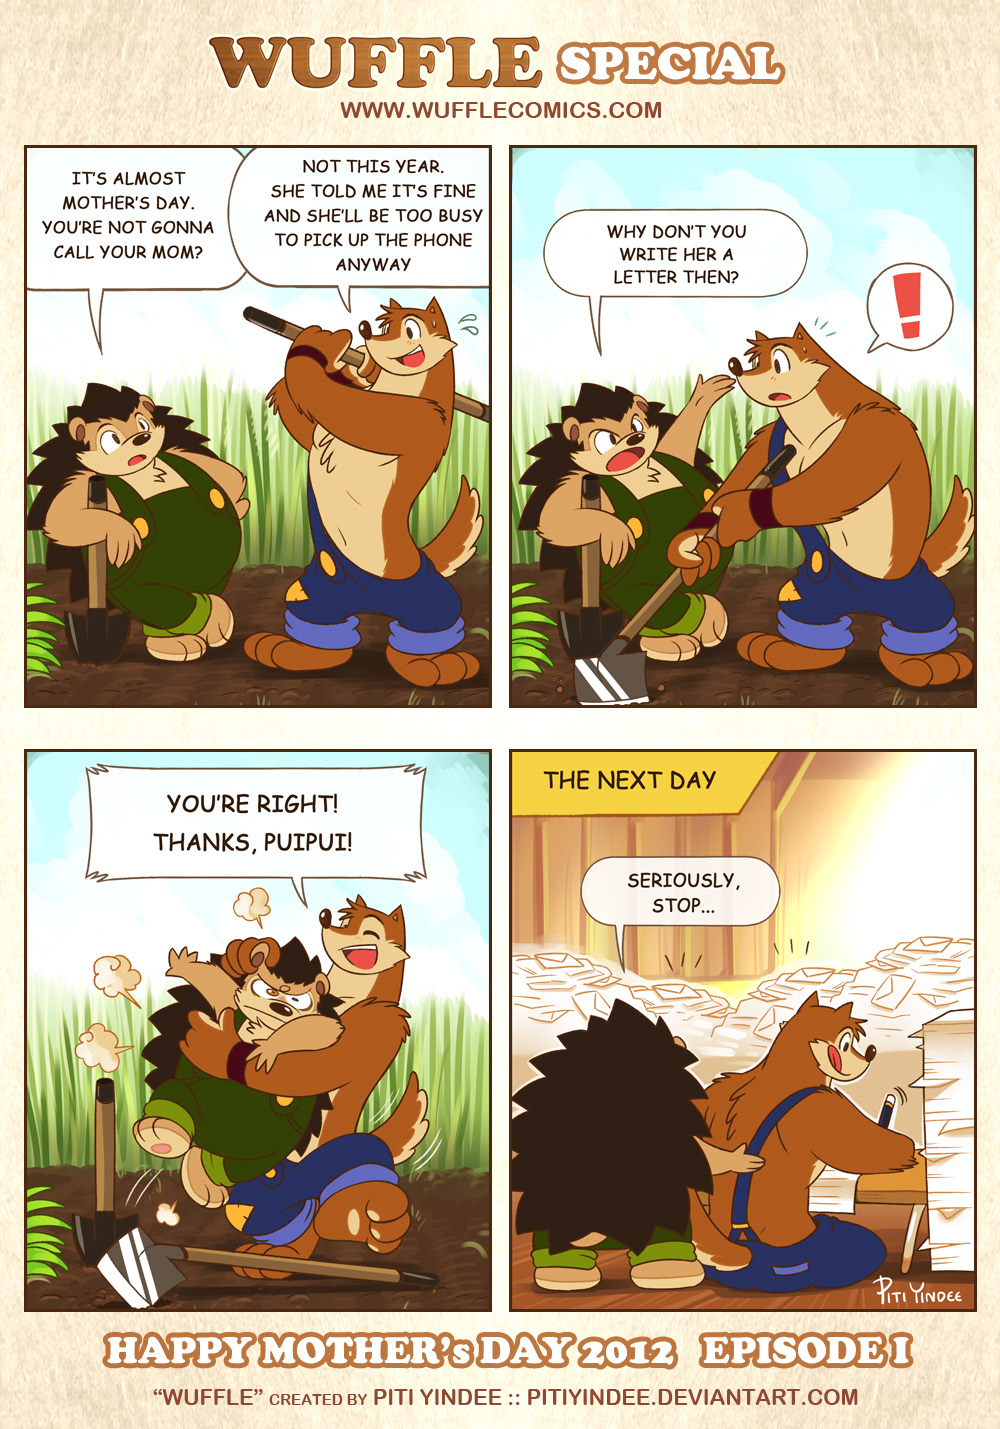 WUFFLE SPECIAL
WWW.WUFFLECOMICS.COM
IT'S ALMOST
MOTHER'S DAY.
YOU'RE NOT GONNA
CALL YOUR MOM?
NOT THIS YEAR.
SHE TOLD ME IT'S FINE
AND SHE'LL BE TOO BUSY
TO PICK UP THE PHONE
ANYWAY
WHY DON'T YOU
WRITE HER A
LETTER THEN?
!
YOU'RE RIGHT!
THANKS, PUIPUI!
THE NEXT DAY
SERIOUSLY,
STOP...
PITI YINDEE
HAPPY MOTHER's DAY 2012 EPISODE I
"WUFFLE" CREATED BY PITI YINDEE :: PITIYINDEE.DEVIANTART.COM